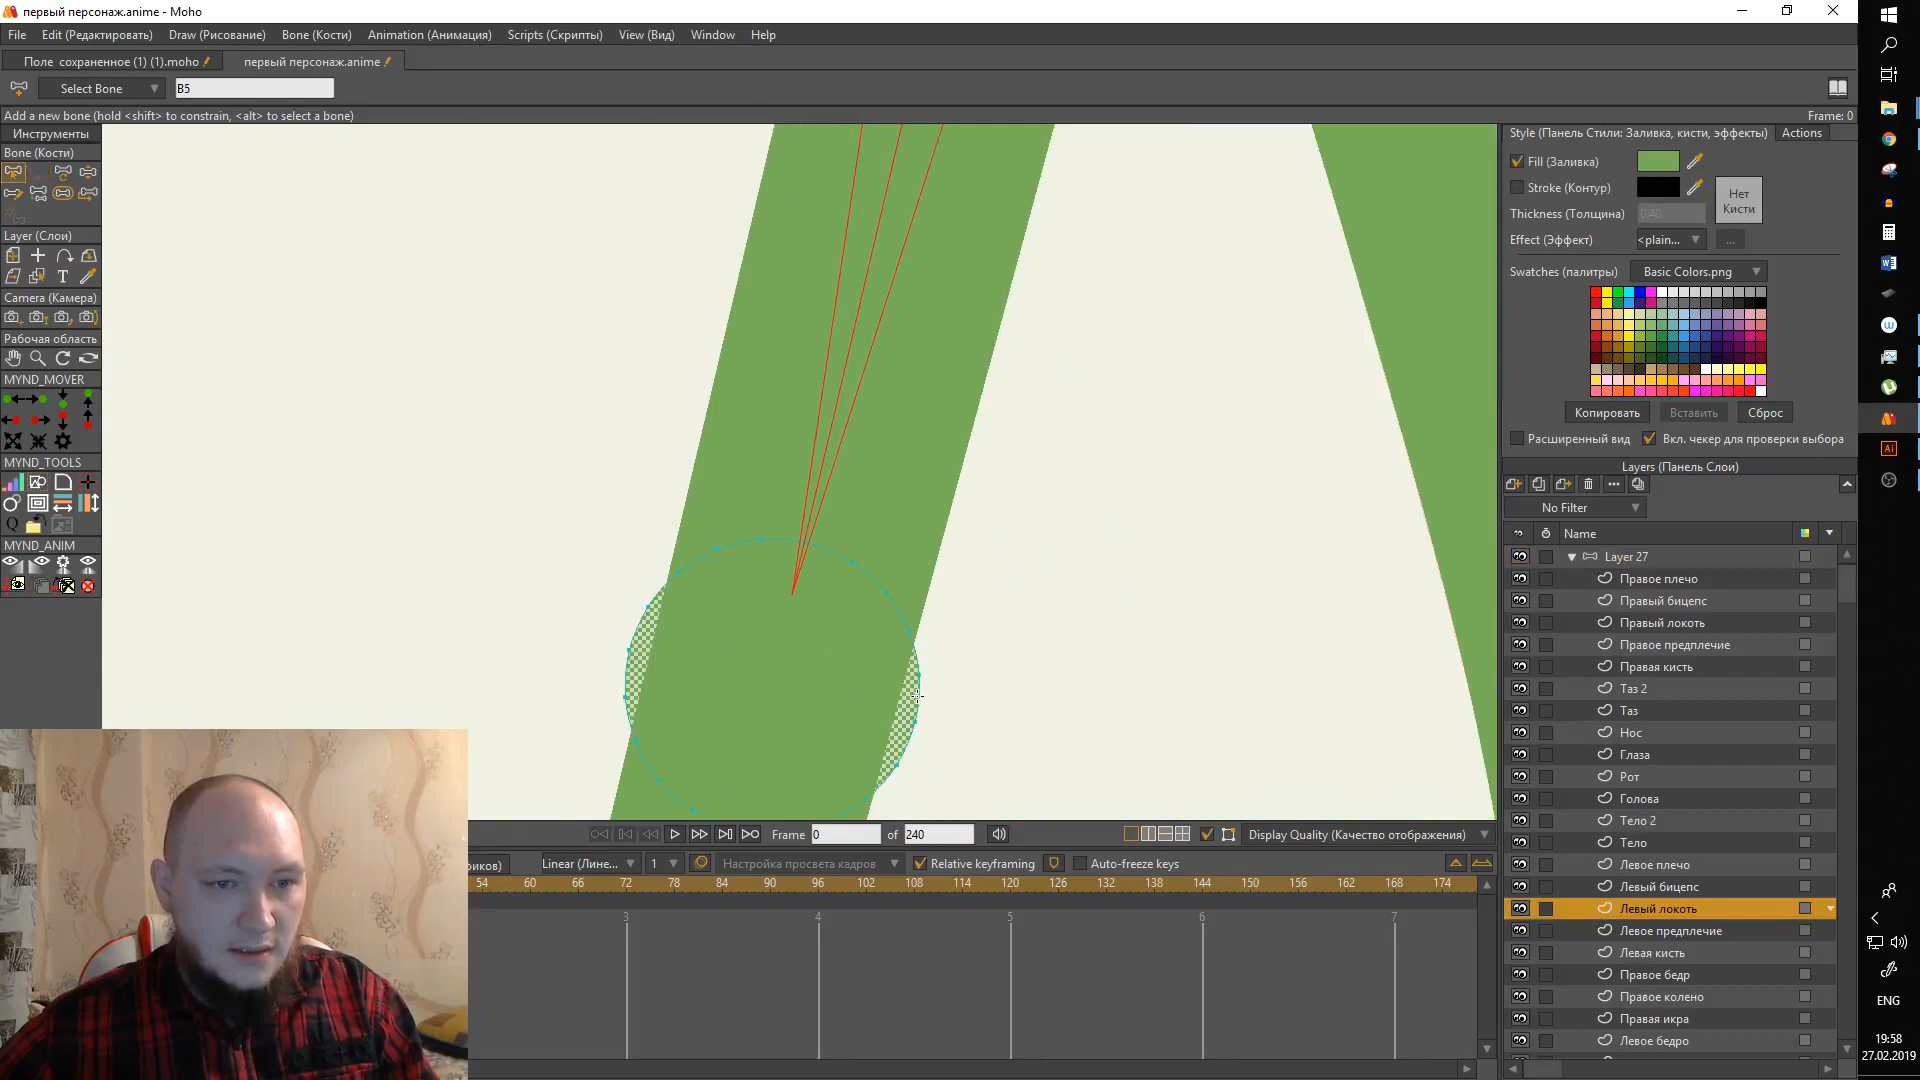 первый персонаж.anime - Moho
File Edit (Редактировать) Draw (Рисование) Bone (Кости) Animation (Анимация) Scripts (Скрипты) View (Вид) Window Help
Поле сохраненное (1) (1).moho первый персонаж.anime
Select Bone B5
Add a new bone (hold <shift> to constrain, <alt> to select a bone) Frame: 0
Инструменты
Bone (Кости)
Layer (Слои)
Camera (Камера)
Рабочая область
MYND_MOVER
MYND_TOOLS
MYND_ANIM
Style (Панель Стили: Заливка, кисти, эффекты) Actions
Fill (Заливка)
Stroke (Контур)
Нет Кисти
Thickness (Толщина) 0.40
Effect (Эффект) <plain... ...
Swatches (палитры) Basic Colors.png
Копировать Вставить Сброс
Расширенный вид Вкл. чекер для проверки выбора
Layers (Панель Слои)
No Filter
Name
Layer 27
Правое плечо
Правый бицепс
Правый локоть
Правое предплечие
Правая кисть
Таз 2
Таз
Нос
Глаза
Рот
Голова
Тело 2
Тело
Левое плечо
Левый бицепс
Левый локоть
Левое предплечие
Левая кисть
Правое бедр
Правое колено
Правая икра
Левое бедро
Frame 0 of 240 Display Quality (Качество отображения)
риков) Linear (Лине... 1 Настройка просвета кадров Relative keyframing Auto-freeze keys
54 60 66 72 78 84 90 96 102 108 114 120 126 132 138 144 150 156 162 168 174
3 4 5 6 7
ENG
19:58
27.02.2019